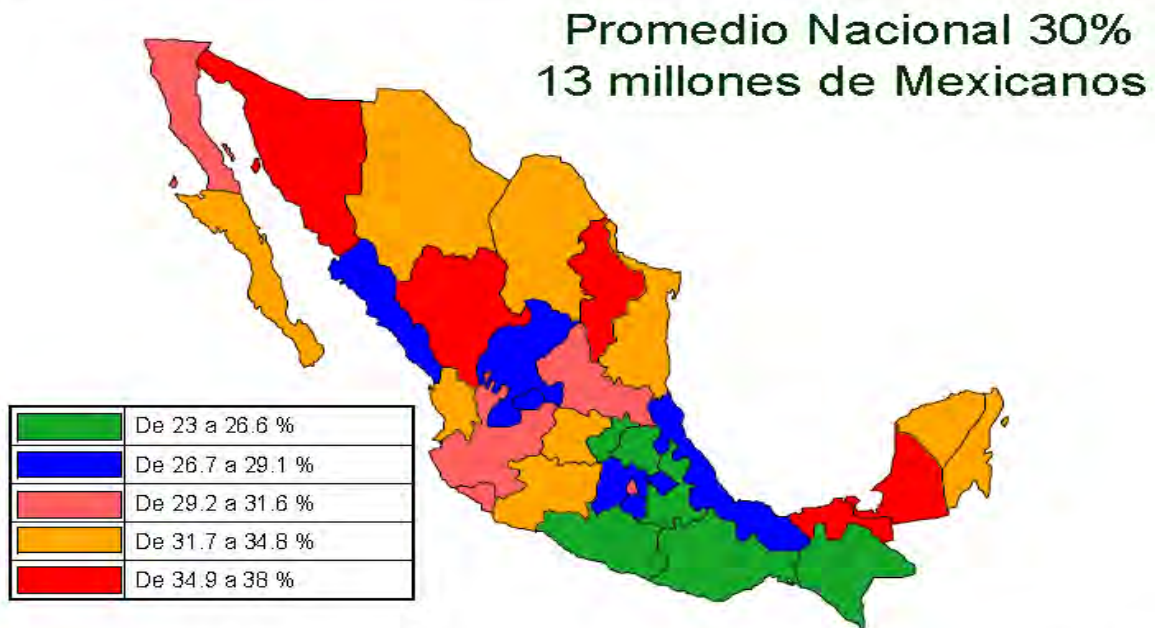 Promedio Nacional 30%
13 millones de Mexicanos
De 23 a 26.6 %
De 26.7 a 29.1 %
De 29.2 a 31.6 %
De 31.7 a 34.8 %
De 34.9 a 38 %